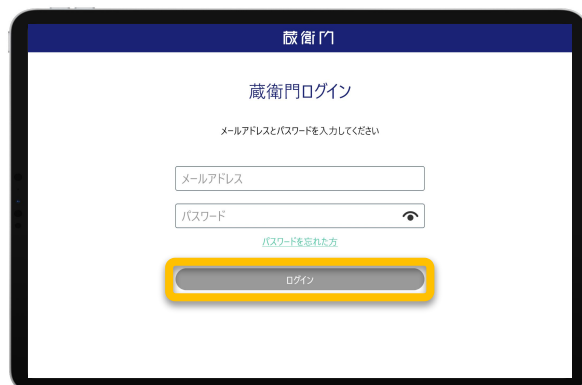 蔵衛門
蔵衛門ログイン
メールアドレスとパスワードを入力してください
メールアドレス
パスワード
パスワードを忘れた方
ログイン